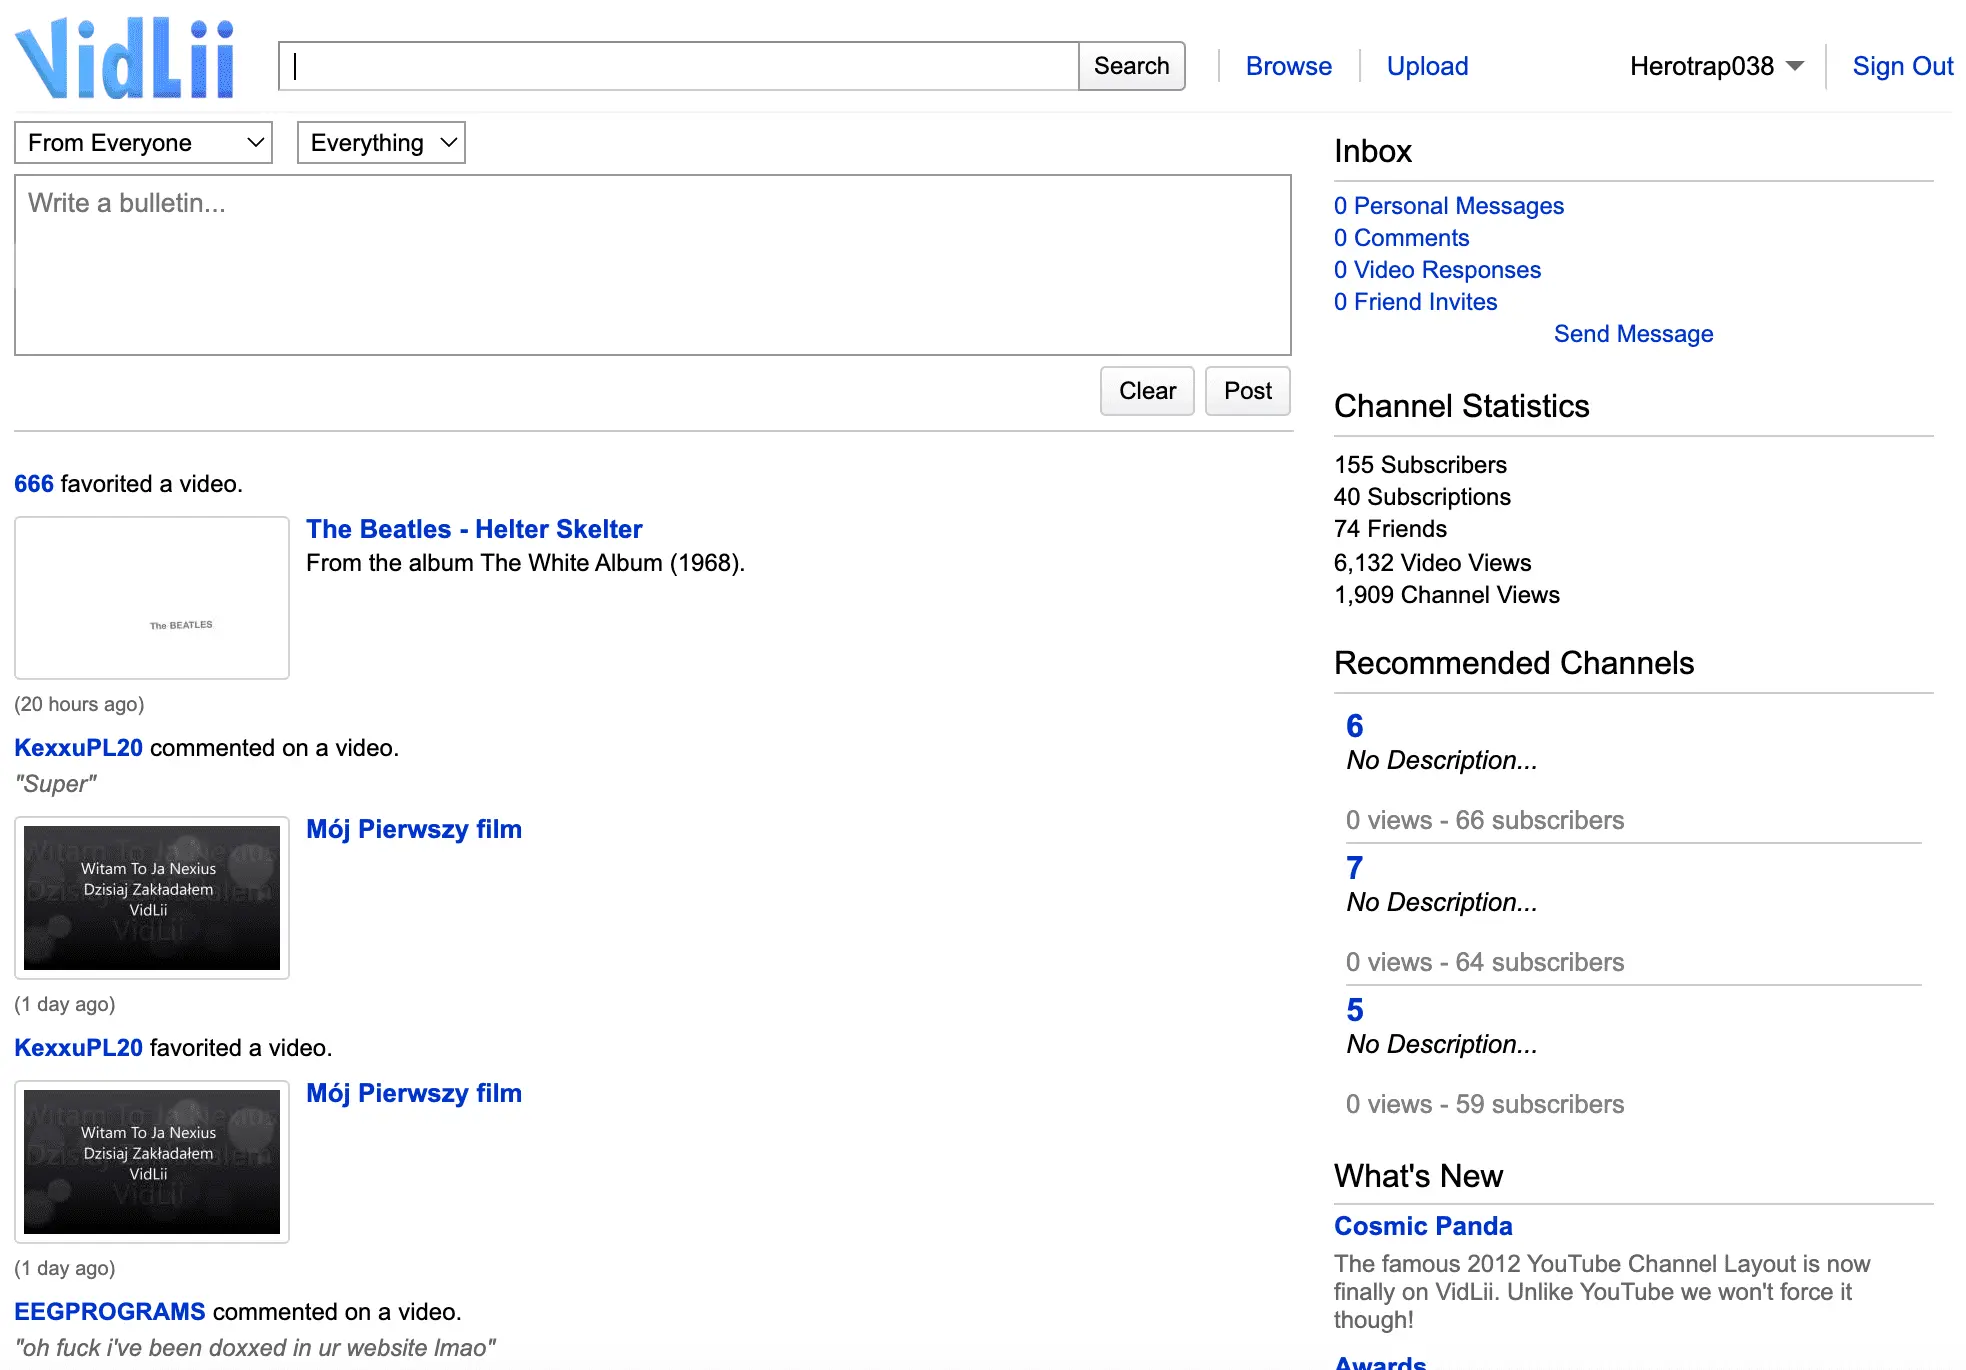 VidLii
Search
Browse
Upload
Herotrap038
Sign Out
From Everyone
Everything
Write a bulletin...
Clear
Post
666 favorited a video.
The Beatles - Helter Skelter
From the album The White Album (1968).
The BEATLES
(20 hours ago)
KexxuPL20 commented on a video.
"Super"
Mój Pierwszy film
Witam To Ja Nexius
Dzisiaj Zakładałem
VidLii
(1 day ago)
KexxuPL20 favorited a video.
Mój Pierwszy film
Witam To Ja Nexius
Dzisiaj Zakładałem
VidLii
(1 day ago)
EEGPROGRAMS commented on a video.
"oh fuck i've been doxxed in ur website lmao"
Inbox
0 Personal Messages
0 Comments
0 Video Responses
0 Friend Invites
Send Message
Channel Statistics
155 Subscribers
40 Subscriptions
74 Friends
6,132 Video Views
1,909 Channel Views
Recommended Channels
6
No Description...
0 views - 66 subscribers
7
No Description...
0 views - 64 subscribers
5
No Description...
0 views - 59 subscribers
What's New
Cosmic Panda
The famous 2012 YouTube Channel Layout is now
finally on VidLii. Unlike YouTube we won't force it
though!
Awards